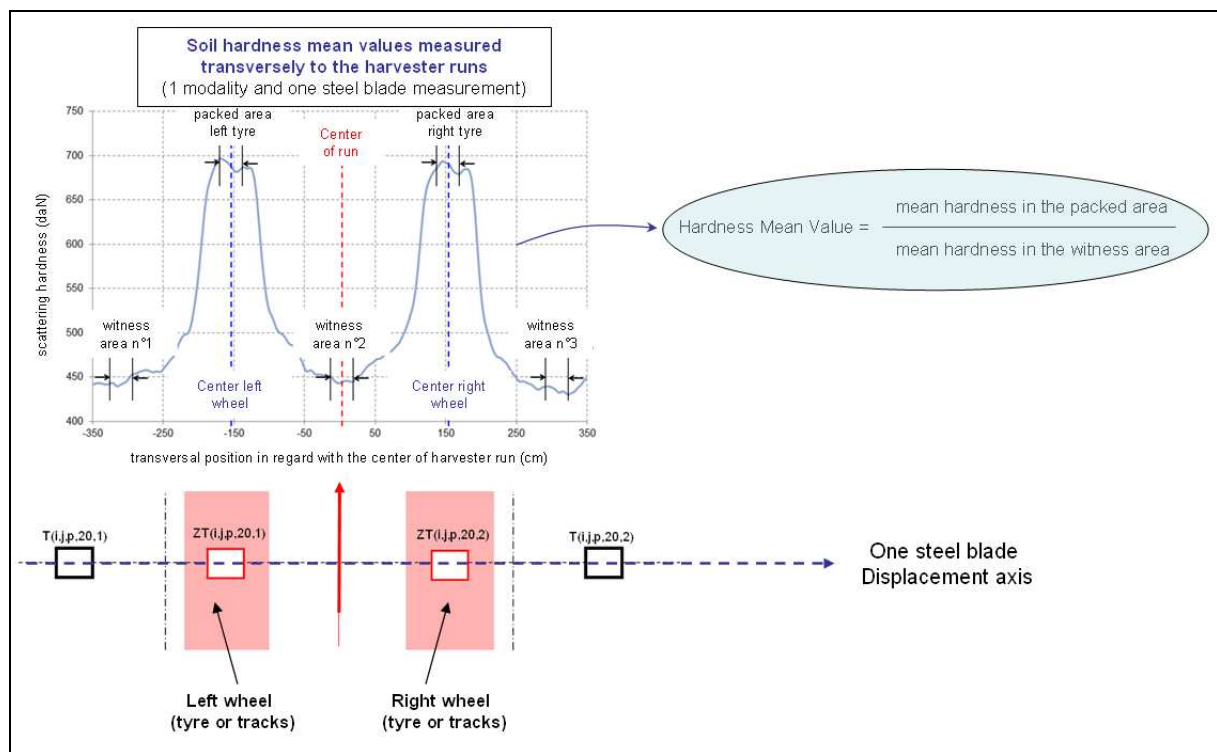 Soil hardness mean values measured
transversely to the harvester runs
(1 modality and one steel blade measurement)
750
700
650
600
550
500
450
400
scattering hardness (daN)
packed area
left tyre
Center
of run
packed area
right tyre
witness
area n°1
witness
area n°2
witness
area n°3
Center left
wheel
Center right
wheel
-350
-250
-150
-50
50
150
250
350
transversal position in regard with the center of harvester run (cm)
Hardness Mean Value =
mean hardness in the packed area
mean hardness in the witness area
T(i,j,p,20,1)
ZT(i,j,p,20,1)
ZT(i,j,p,20,2)
T(i,j,p,20,2)
One steel blade
Displacement axis
Left wheel
(tyre or tracks)
Right wheel
(tyre or tracks)